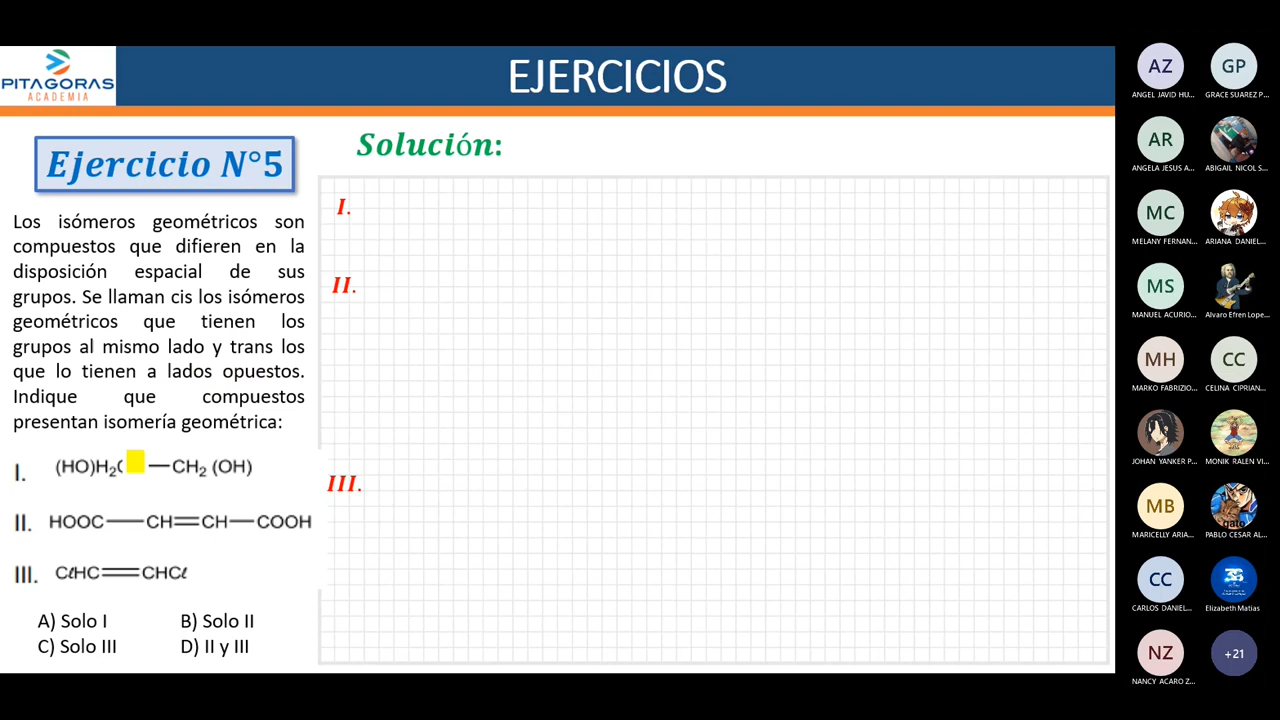 PITAGORAS
ACADEMIA
EJERCICIOS
Ejercicio N°5
Solución:
Los isómeros geométricos son
compuestos que difieren en la
disposición espacial de sus
grupos. Se llaman cis los isómeros
geométricos que tienen los
grupos al mismo lado y trans los
que lo tienen a lados opuestos.
Indique que compuestos
presentan isomería geométrica:
I. (HO)H₂C —CH₂ (OH)
II. HOOC—CH=CH—COOH
III. CℓHC=CHCℓ
A) Solo I B) Solo II
C) Solo III D) II y III
I.
II.
III.
AZ GP
ANGEL JAVID HU... GRACE SUAREZ P...
AR
ANGELA JESUS A... ABIGAIL NICOL S...
MC
MELANY FERNAN... ARIANA DANIEL...
MS
MANUEL ACURIO... Alvaro Efren Lope...
MH CC
MARKO FABRIZIO... CELINA CIPRIAN...
JOHAN YANKER P... MONIK RALEN VI...
MB gato
MARICELLY ARIA... PABLO CESAR AL...
CC
CARLOS DANIEL... Elizabeth Matias
NZ +21
NANCY ACARO Z...